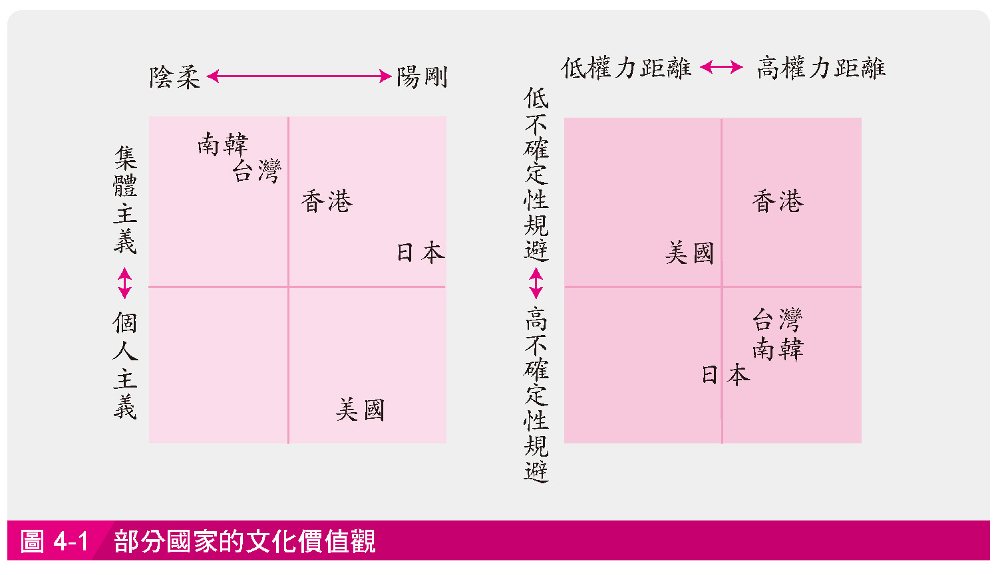 陰柔 陽剛
集體主義
個人主義
南韓
台灣
香港
日本
美國
低權力距離 高權力距離
低不確定性規避
高不確定性規避
香港
美國
台灣
南韓
日本
圖 4-1 部分國家的文化價值觀